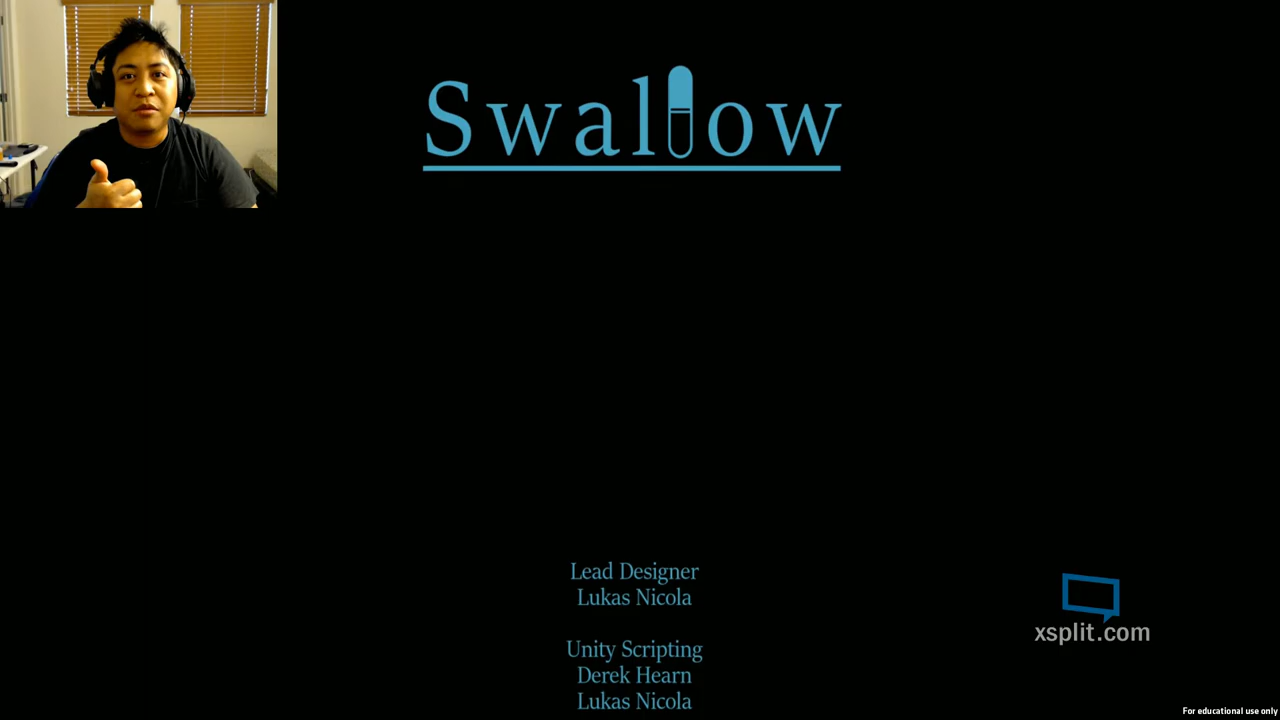 Swallow
Lead Designer
Lukas Nicola
Unity Scripting
Derek Hearn
Lukas Nicola
xsplit.com
For educational use only